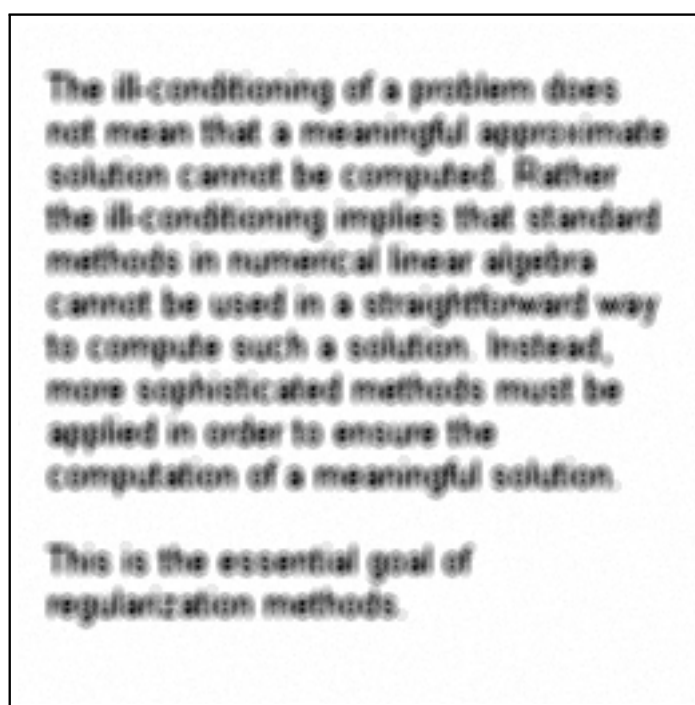 The ill-conditioning of a problem does
not mean that a meaningful approximate
solution cannot be computed. Rather
the ill-conditioning implies that standard
methods in numerical linear algebra
cannot be used in a straightforward way
to compute such a solution. Instead,
more sophisticated methods must be
applied in order to ensure the
computation of a meaningful solution.
This is the essential goal of
regularization methods.